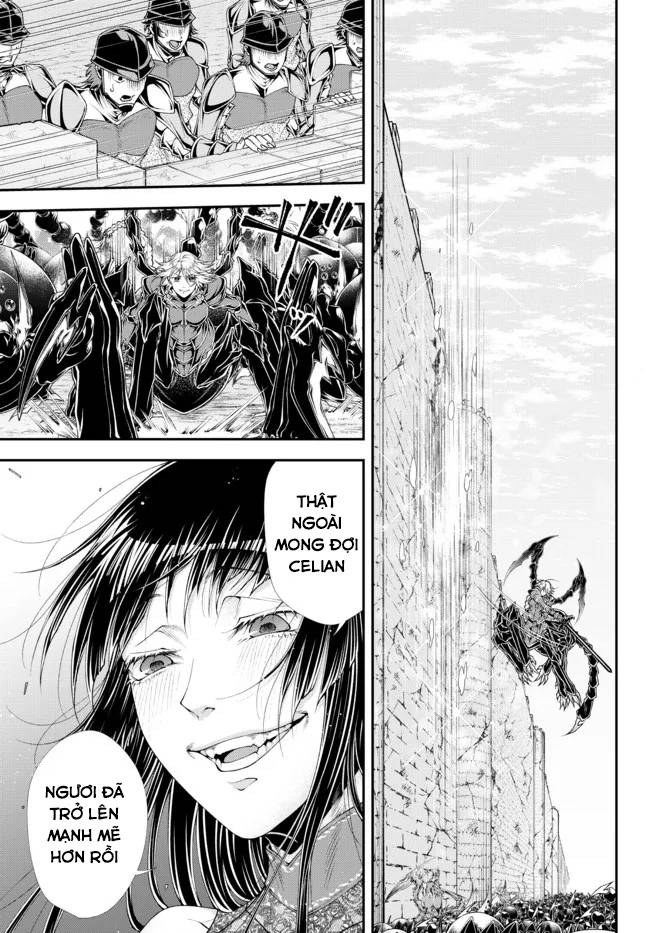 THẬT
NGOÀI
MONG ĐỢI
CELIAN
NGƯƠI ĐÃ
TRỞ LÊN
MẠNH MẼ
HƠN RỒI